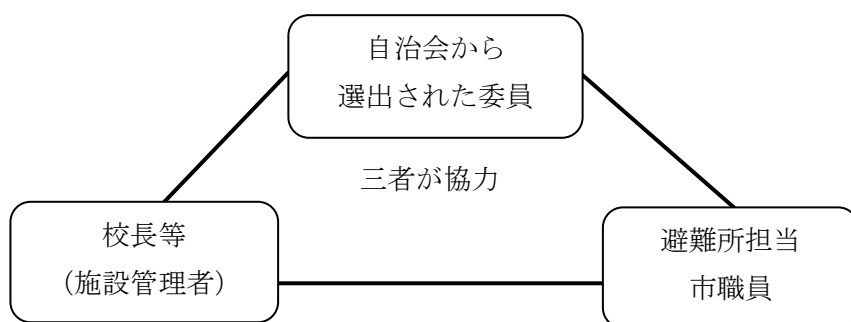 自治会から
選出された委員
三者が協力
校長等
（施設管理者）
避難所担当
市職員